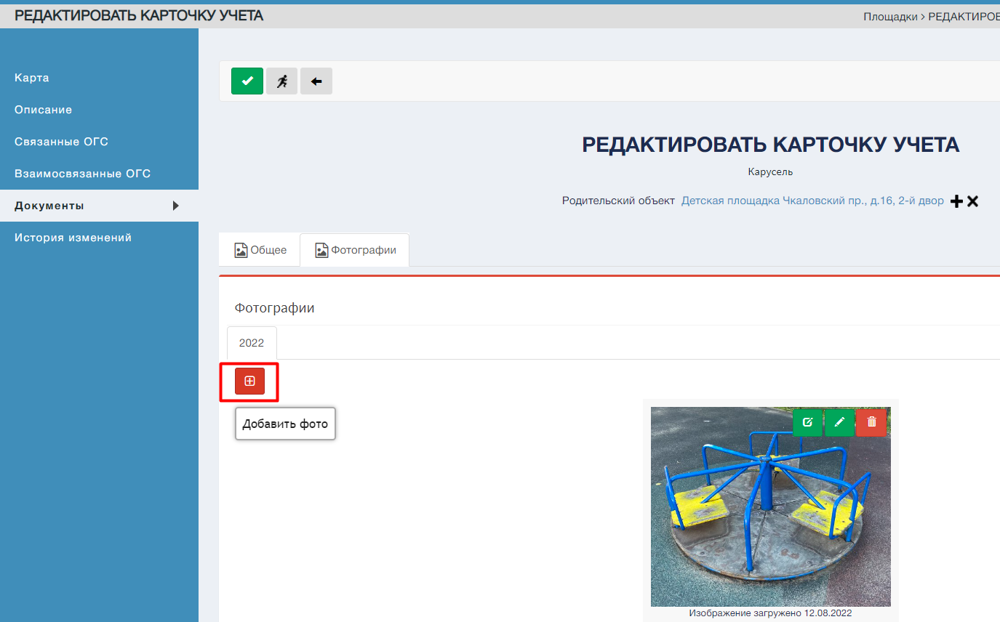 РЕДАКТИРОВАТЬ КАРТОЧКУ УЧЕТА
Площадки > РЕДАКТИРОВ
Карта
Описание
Связанные ОГС
Взаимосвязанные ОГС
Документы
История изменений
РЕДАКТИРОВАТЬ КАРТОЧКУ УЧЕТА
Карусель
Родительский объект Детская площадка Чкаловский пр., д.16, 2-й двор
Общее
Фотографии
Фотографии
2022
Добавить фото
Изображение загружено 12.08.2022